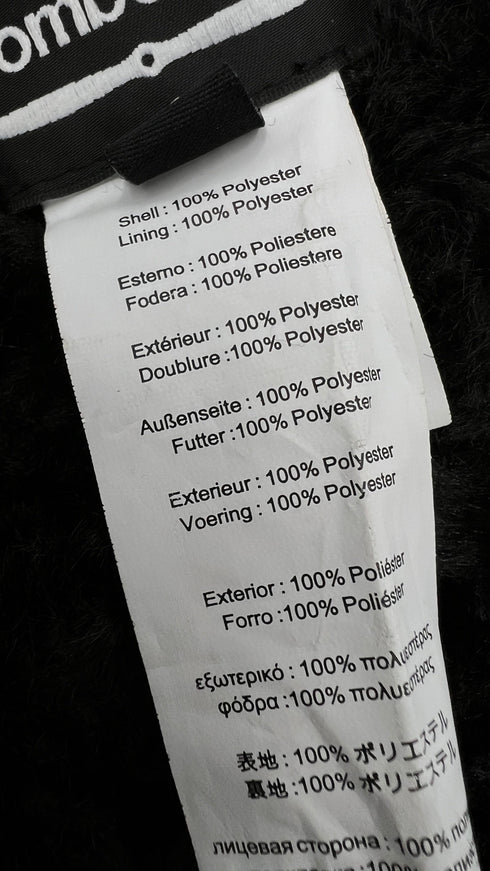 Shell : 100% Polyester
Lining : 100% Polyester
Esterno : 100% Poliestere
Fodera : 100% Poliestere
Extérieur : 100% Polyester
Doublure :100% Polyester
Außenseite : 100% Polyester
Futter :100% Polyester
Exterieur : 100% Polyester
Voering : 100% Polyester
Exterior : 100% Poliéster
Forro :100% Poliéster
εξωτερικό : 100% πολυεστέρας
φόδρα :100% πολυεστέρας
表地 : 100% ポリエステル
裏地 :100% ポリエステル
лицевая сторона : 100%